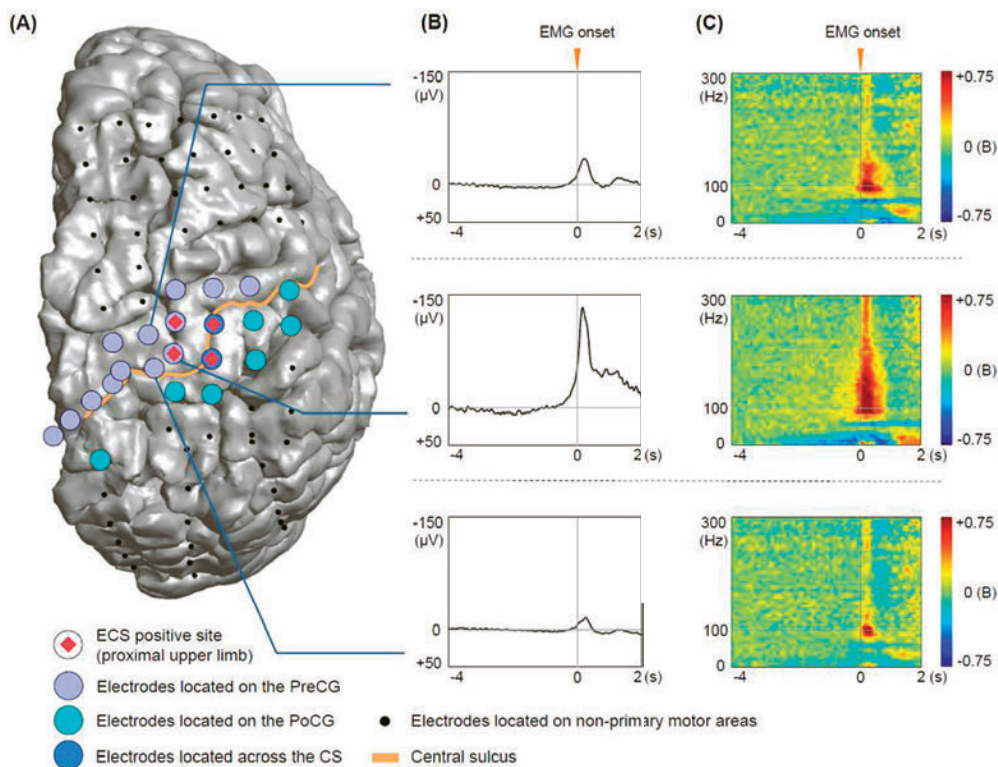 (A)
(B)
EMG onset
-150
(µV)
0
+50
-4
0
2 (s)
-150
(µV)
0
+50
-4
0
2 (s)
-150
(µV)
0
+50
-4
0
2 (s)
(C)
EMG onset
300
(Hz)
100
0
-4
0
2 (s)
+0.75
0 (B)
-0.75
300
(Hz)
100
0
-4
0
2 (s)
+0.75
0 (B)
-0.75
300
(Hz)
100
0
-4
0
2 (s)
+0.75
0 (B)
-0.75
ECS positive site
(proximal upper limb)
Electrodes located on the PreCG
Electrodes located on the PoCG
Electrodes located across the CS
Electrodes located on non-primary motor areas
Central sulcus